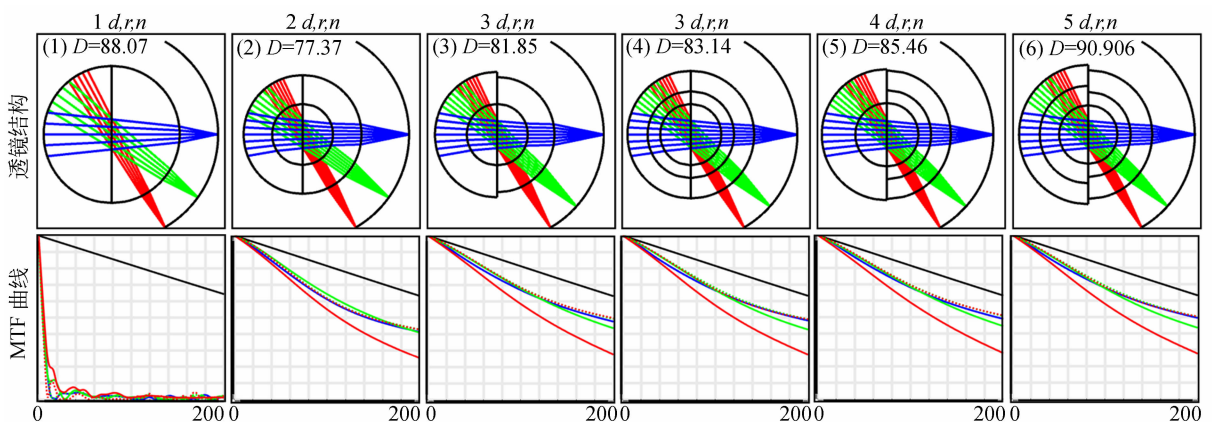 1 d,r,n 2 d,r,n 3 d,r,n 3 d,r,n 4 d,r,n 5 d,r,n
(1) D=88.07 (2) D=77.37 (3) D=81.85 (4) D=83.14 (5) D=85.46 (6) D=90.906
透镜结构
MTF 曲线
0 200 0 200 0 200 0 200 0 200 0 200